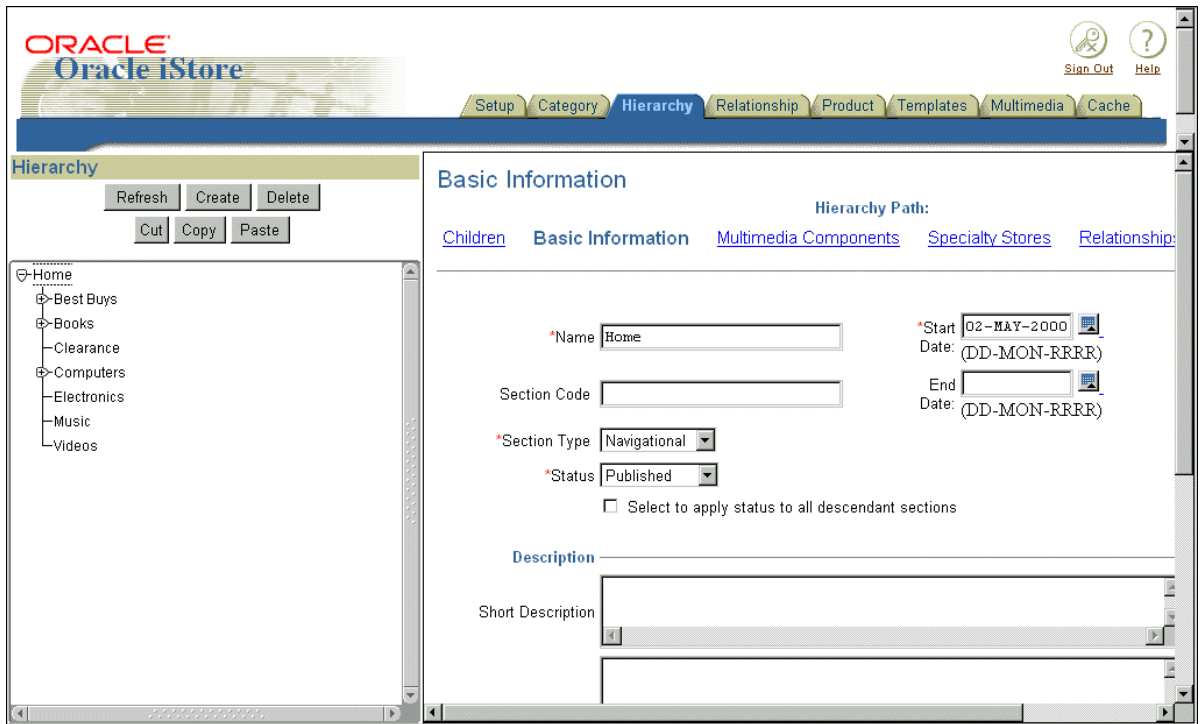 ORACLE
Oracle iStore
Sign Out
Help
Setup
Category
Hierarchy
Relationship
Product
Templates
Multimedia
Cache
Hierarchy
Refresh
Create
Delete
Cut
Copy
Paste
Home
Best Buys
Books
Clearance
Computers
Electronics
Music
Videos
Basic Information
Hierarchy Path:
Children
Basic Information
Multimedia Components
Specialty Stores
Relationships
*Name Home
*Start Date: 02-MAY-2000
(DD-MON-RRRR)
Section Code
End Date:
(DD-MON-RRRR)
*Section Type Navigational
*Status Published
Select to apply status to all descendant sections
Description
Short Description